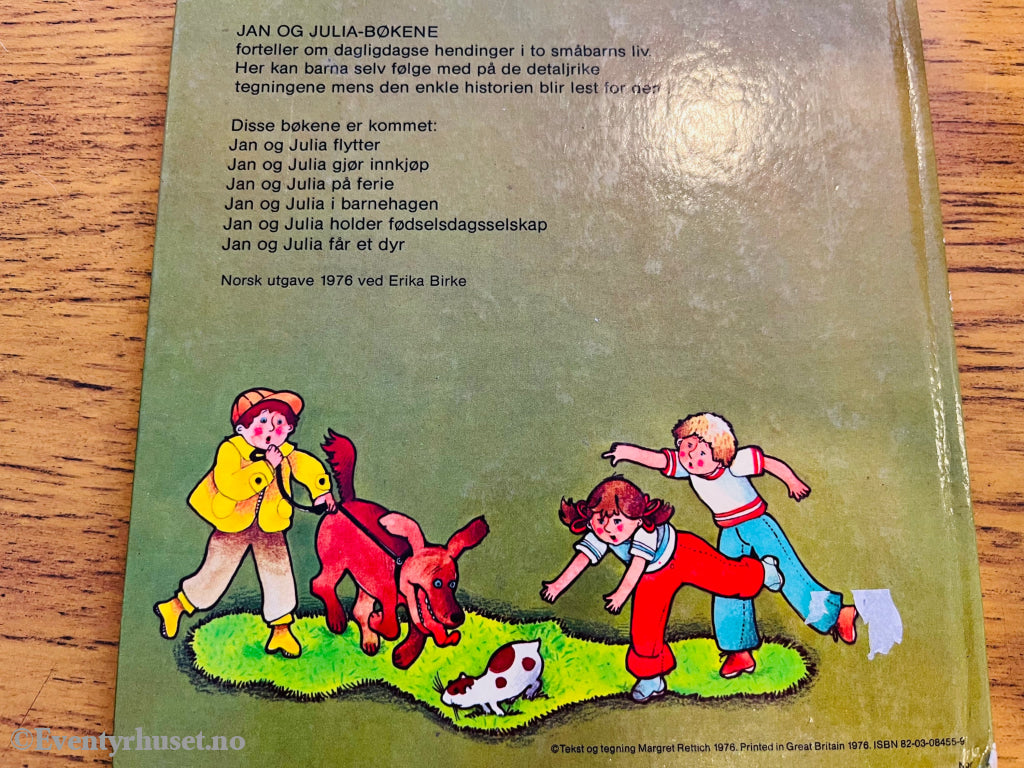 JAN OG JULIA-BØKENE
forteller om dagligdagse hendinger i to småbarns liv.
Her kan barna selv følge med på de detaljrike
tegningene mens den enkle historien blir lest for
Disse bøkene er kommet:
Jan og Julia flytter
Jan og Julia gjør innkjøp
Jan og Julia på ferie
Jan og Julia i barnehagen
Jan og Julia holder fødselsdagsselskap
Jan og Julia får et dyr
Norsk utgave 1976 ved Erika Birke
©Eventyrhuset.no
©Tekst og tegning Margret Rettich 1976. Printed in Great Britain 1976. ISBN 82-03-08455-9